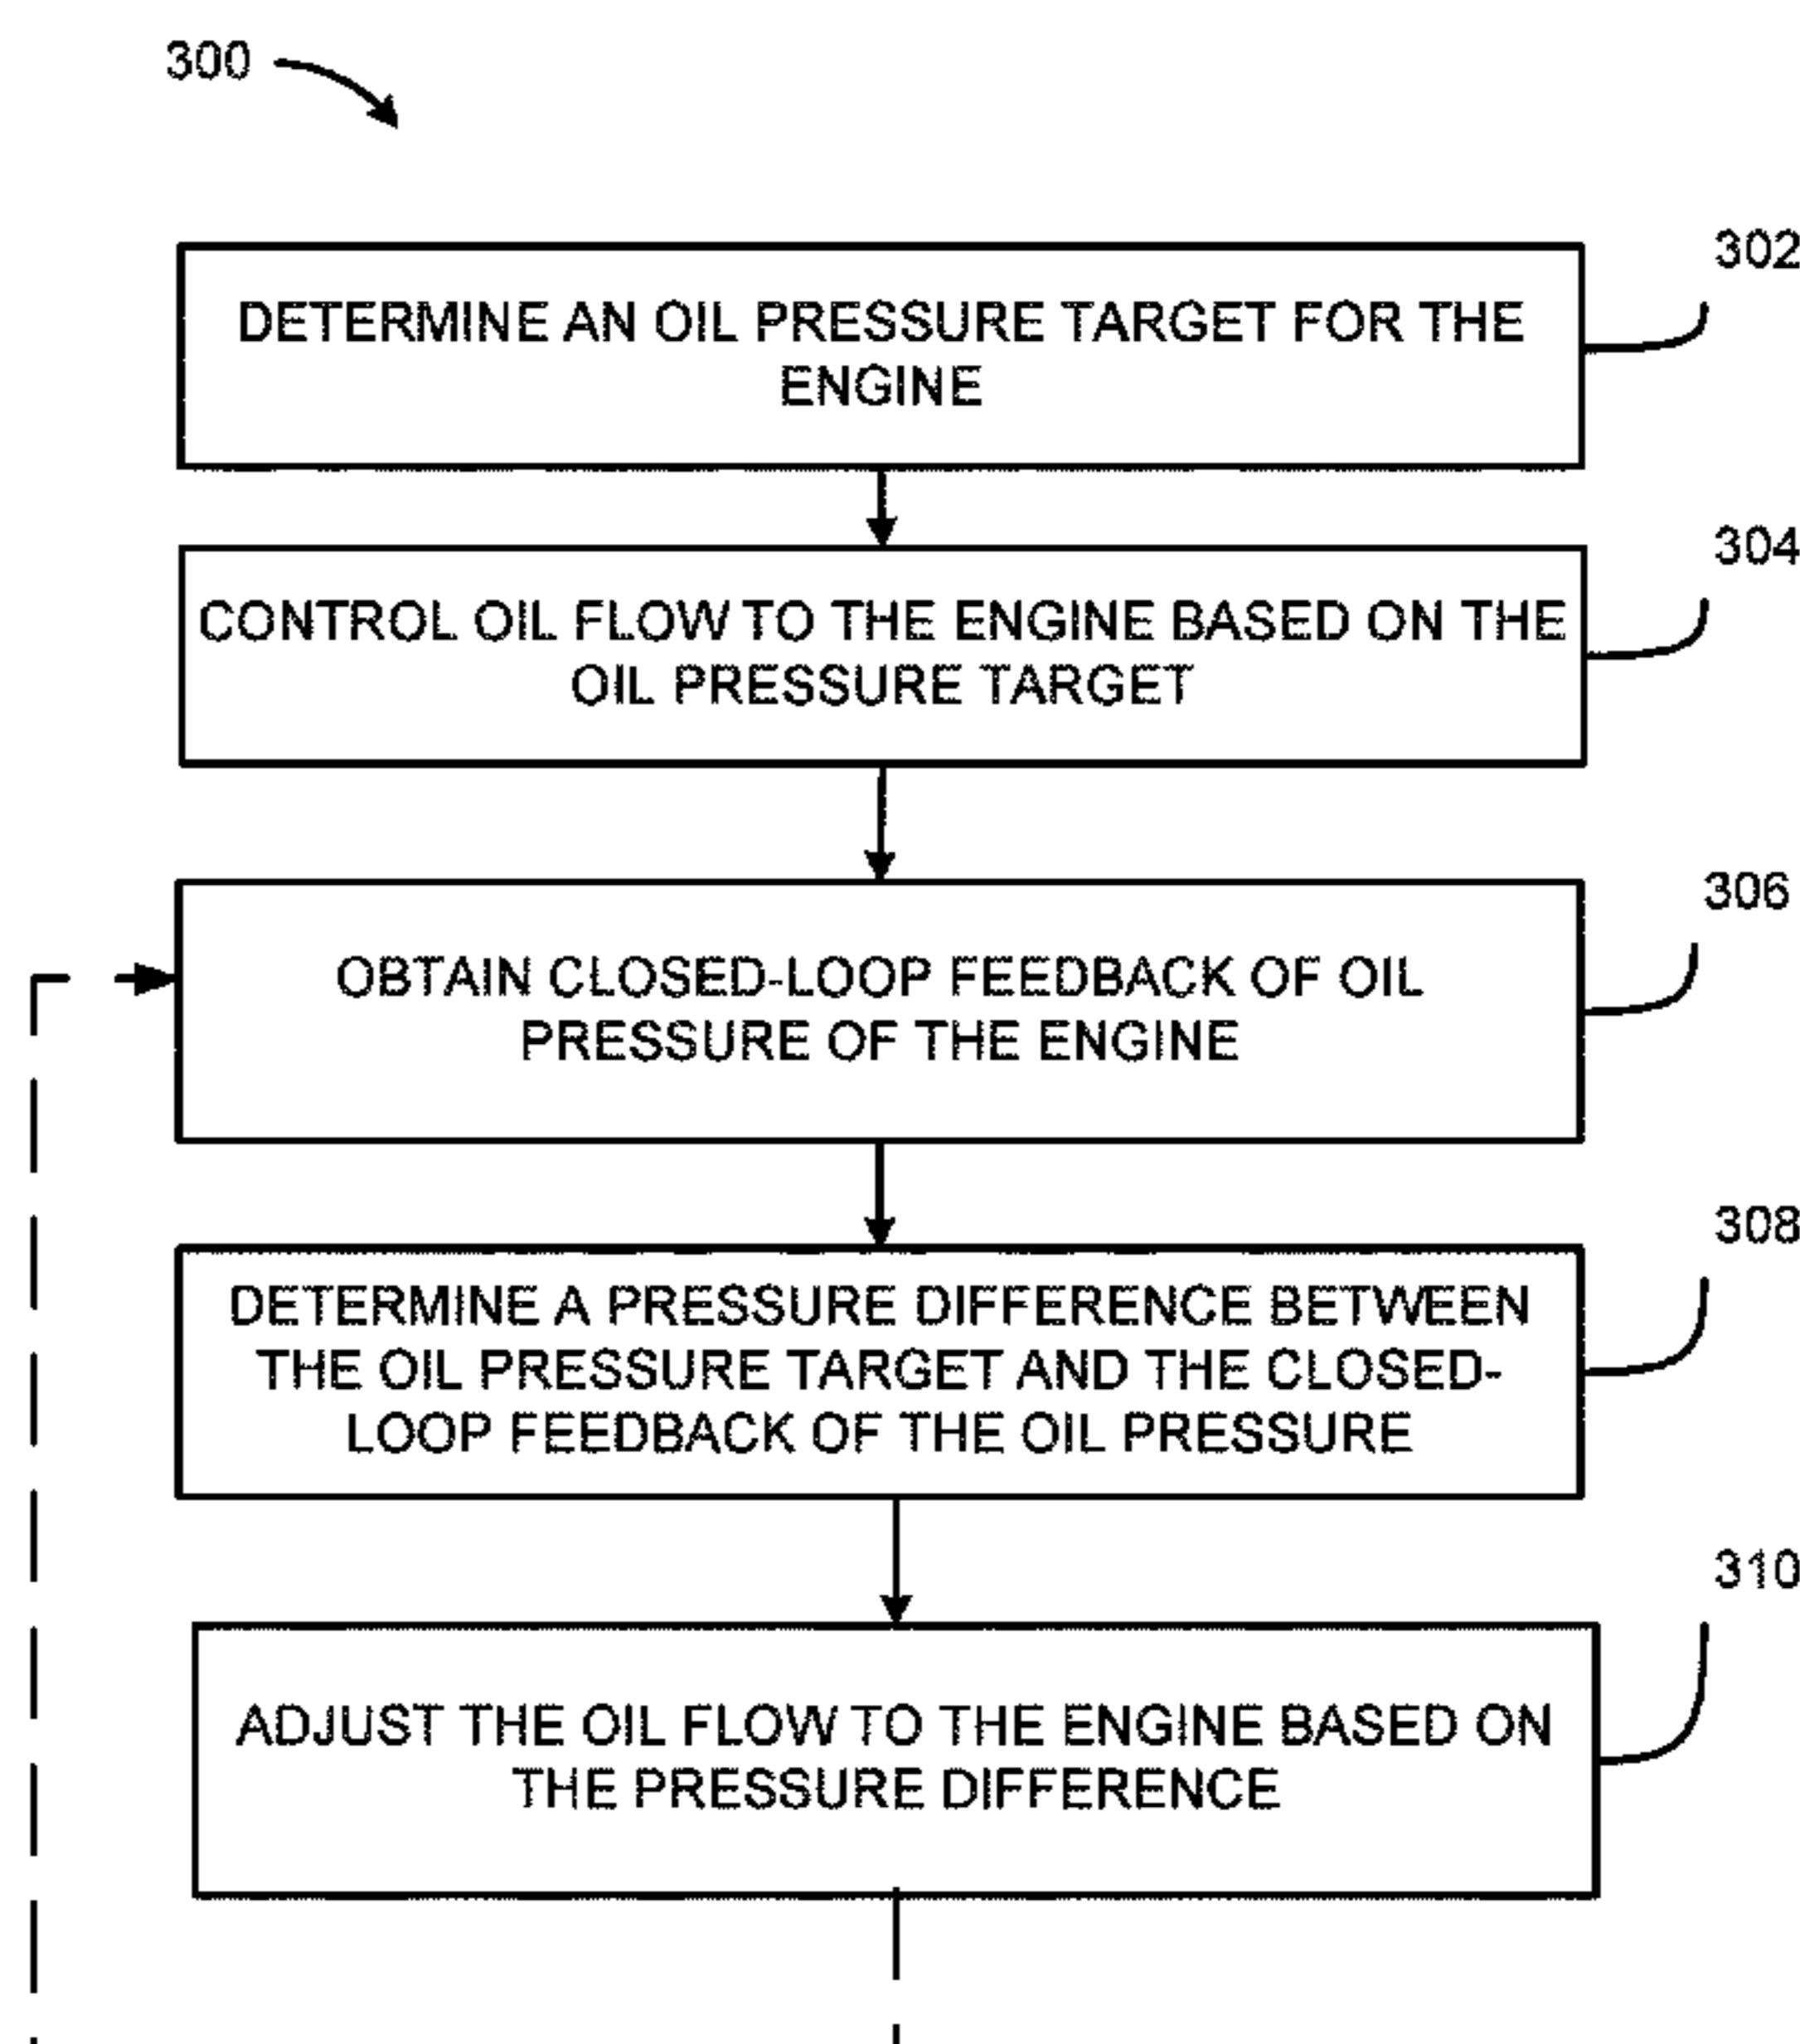 300
302
DETERMINE AN OIL PRESSURE TARGET FOR THE
ENGINE
304
CONTROL OIL FLOW TO THE ENGINE BASED ON THE
OIL PRESSURE TARGET
306
OBTAIN CLOSED-LOOP FEEDBACK OF OIL
PRESSURE OF THE ENGINE
308
DETERMINE A PRESSURE DIFFERENCE BETWEEN
THE OIL PRESSURE TARGET AND THE CLOSED-
LOOP FEEDBACK OF THE OIL PRESSURE
310
ADJUST THE OIL FLOW TO THE ENGINE BASED ON
THE PRESSURE DIFFERENCE